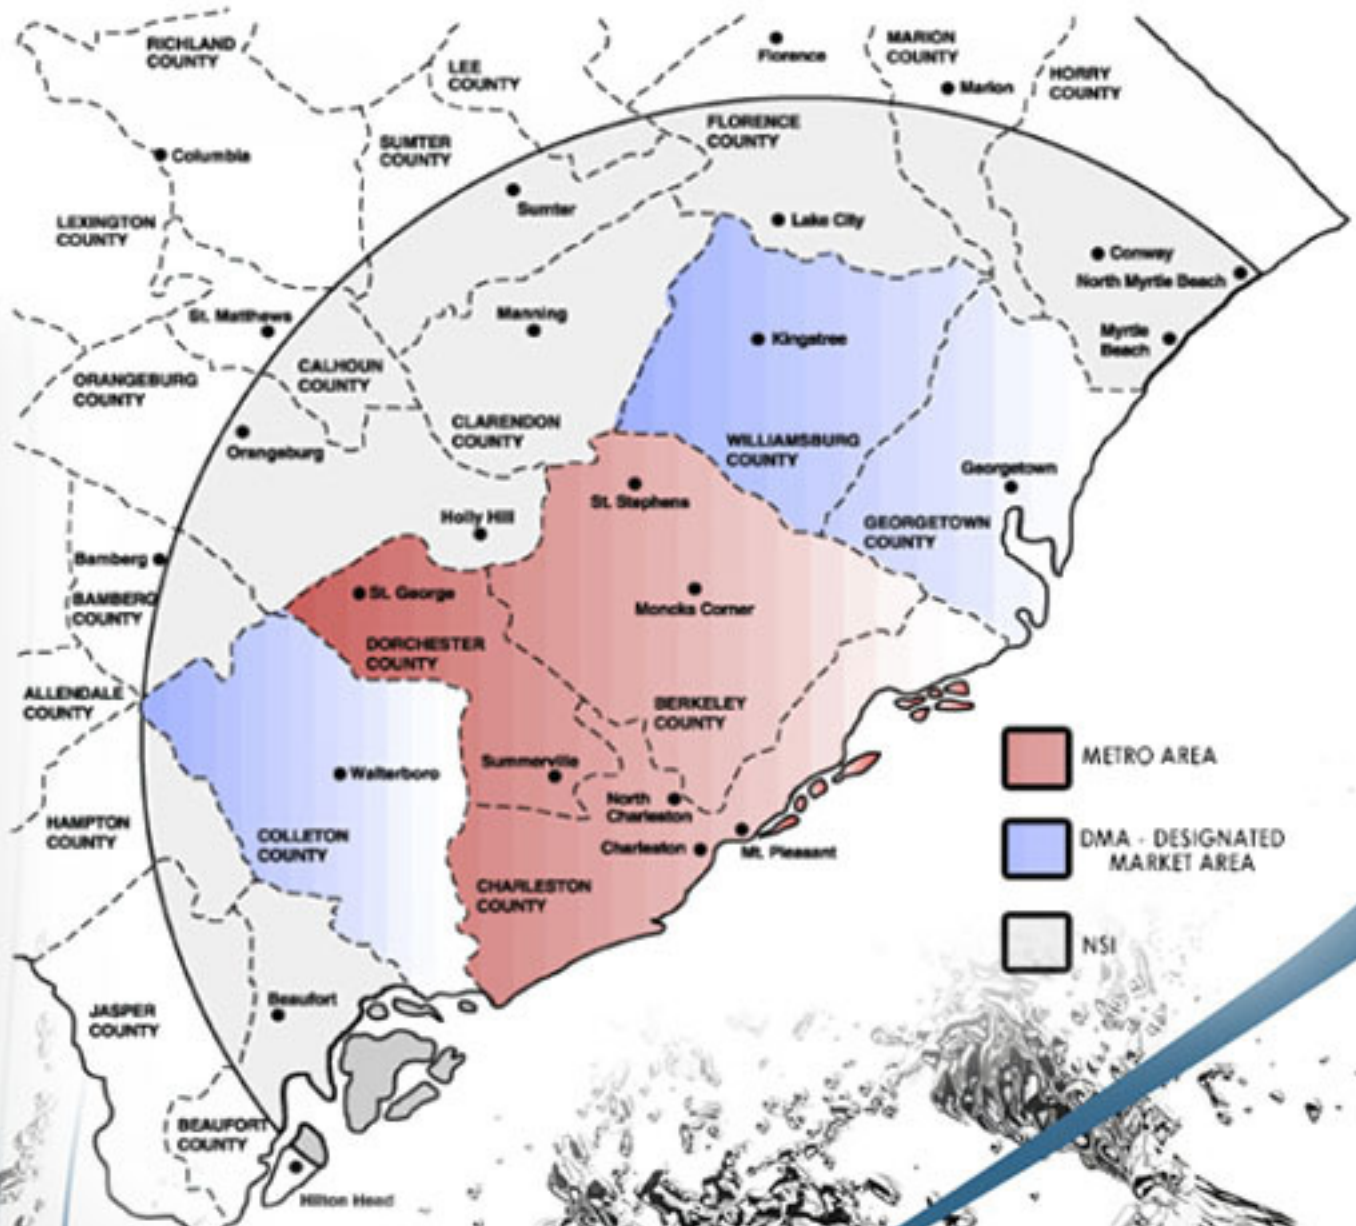 RICHLAND
COUNTY
LEE
COUNTY
Florence
MARION
COUNTY
Marion
HORRY
COUNTY
FLORENCE
COUNTY
SUMTER
COUNTY
Columbia
Sumter
LEXINGTON
COUNTY
Lake City
Conway
North Myrtle Beach
St. Matthews
Manning
Kingstree
Myrtle
Beach
CALHOUN
COUNTY
ORANGEBURG
COUNTY
CLARENDON
COUNTY
Orangeburg
WILLIAMSBURG
COUNTY
Georgetown
St. Stephens
Holly Hill
GEORGETOWN
COUNTY
Bamberg
BAMBERG
COUNTY
St. George
Moncks Corner
DORCHESTER
COUNTY
ALLENDALE
COUNTY
BERKELEY
COUNTY
METRO AREA
Walterboro
Summerville
North
Charleston
HAMPTON
COUNTY
COLLETON
COUNTY
Charleston
Mt. Pleasant
DMA - DESIGNATED
MARKET AREA
CHARLESTON
COUNTY
NSI
Beaufort
JASPER
COUNTY
BEAUFORT
COUNTY
Hilton Head